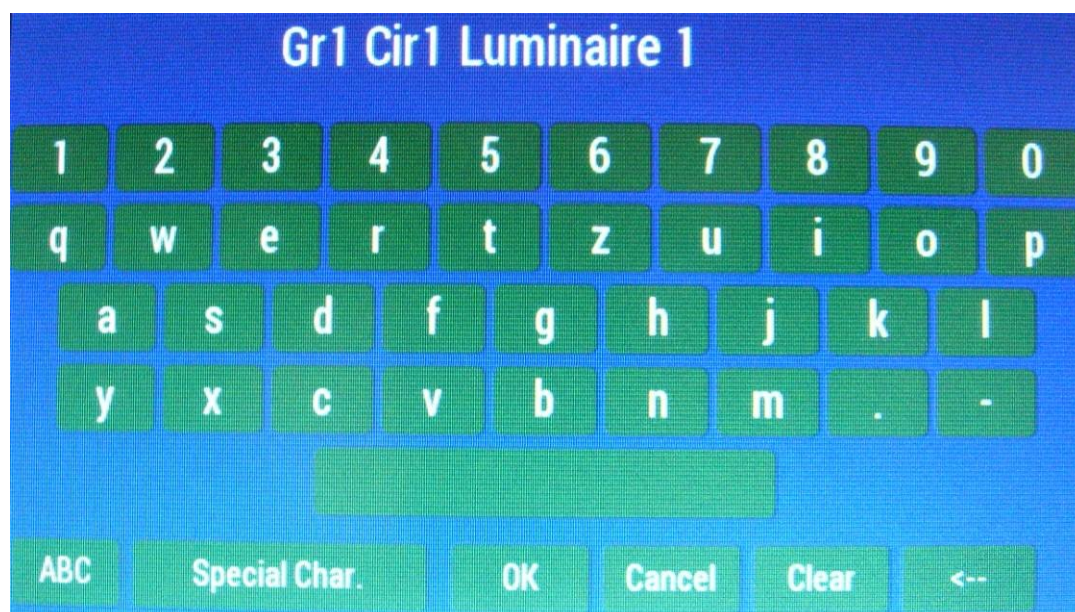 Gr1 Cir1 Luminaire 1
1 2 3 4 5 6 7 8 9 0
q w e r t z u i o p
a s d f g h j k l
y x c v b n m . -
ABC Special Char. OK Cancel Clear <--